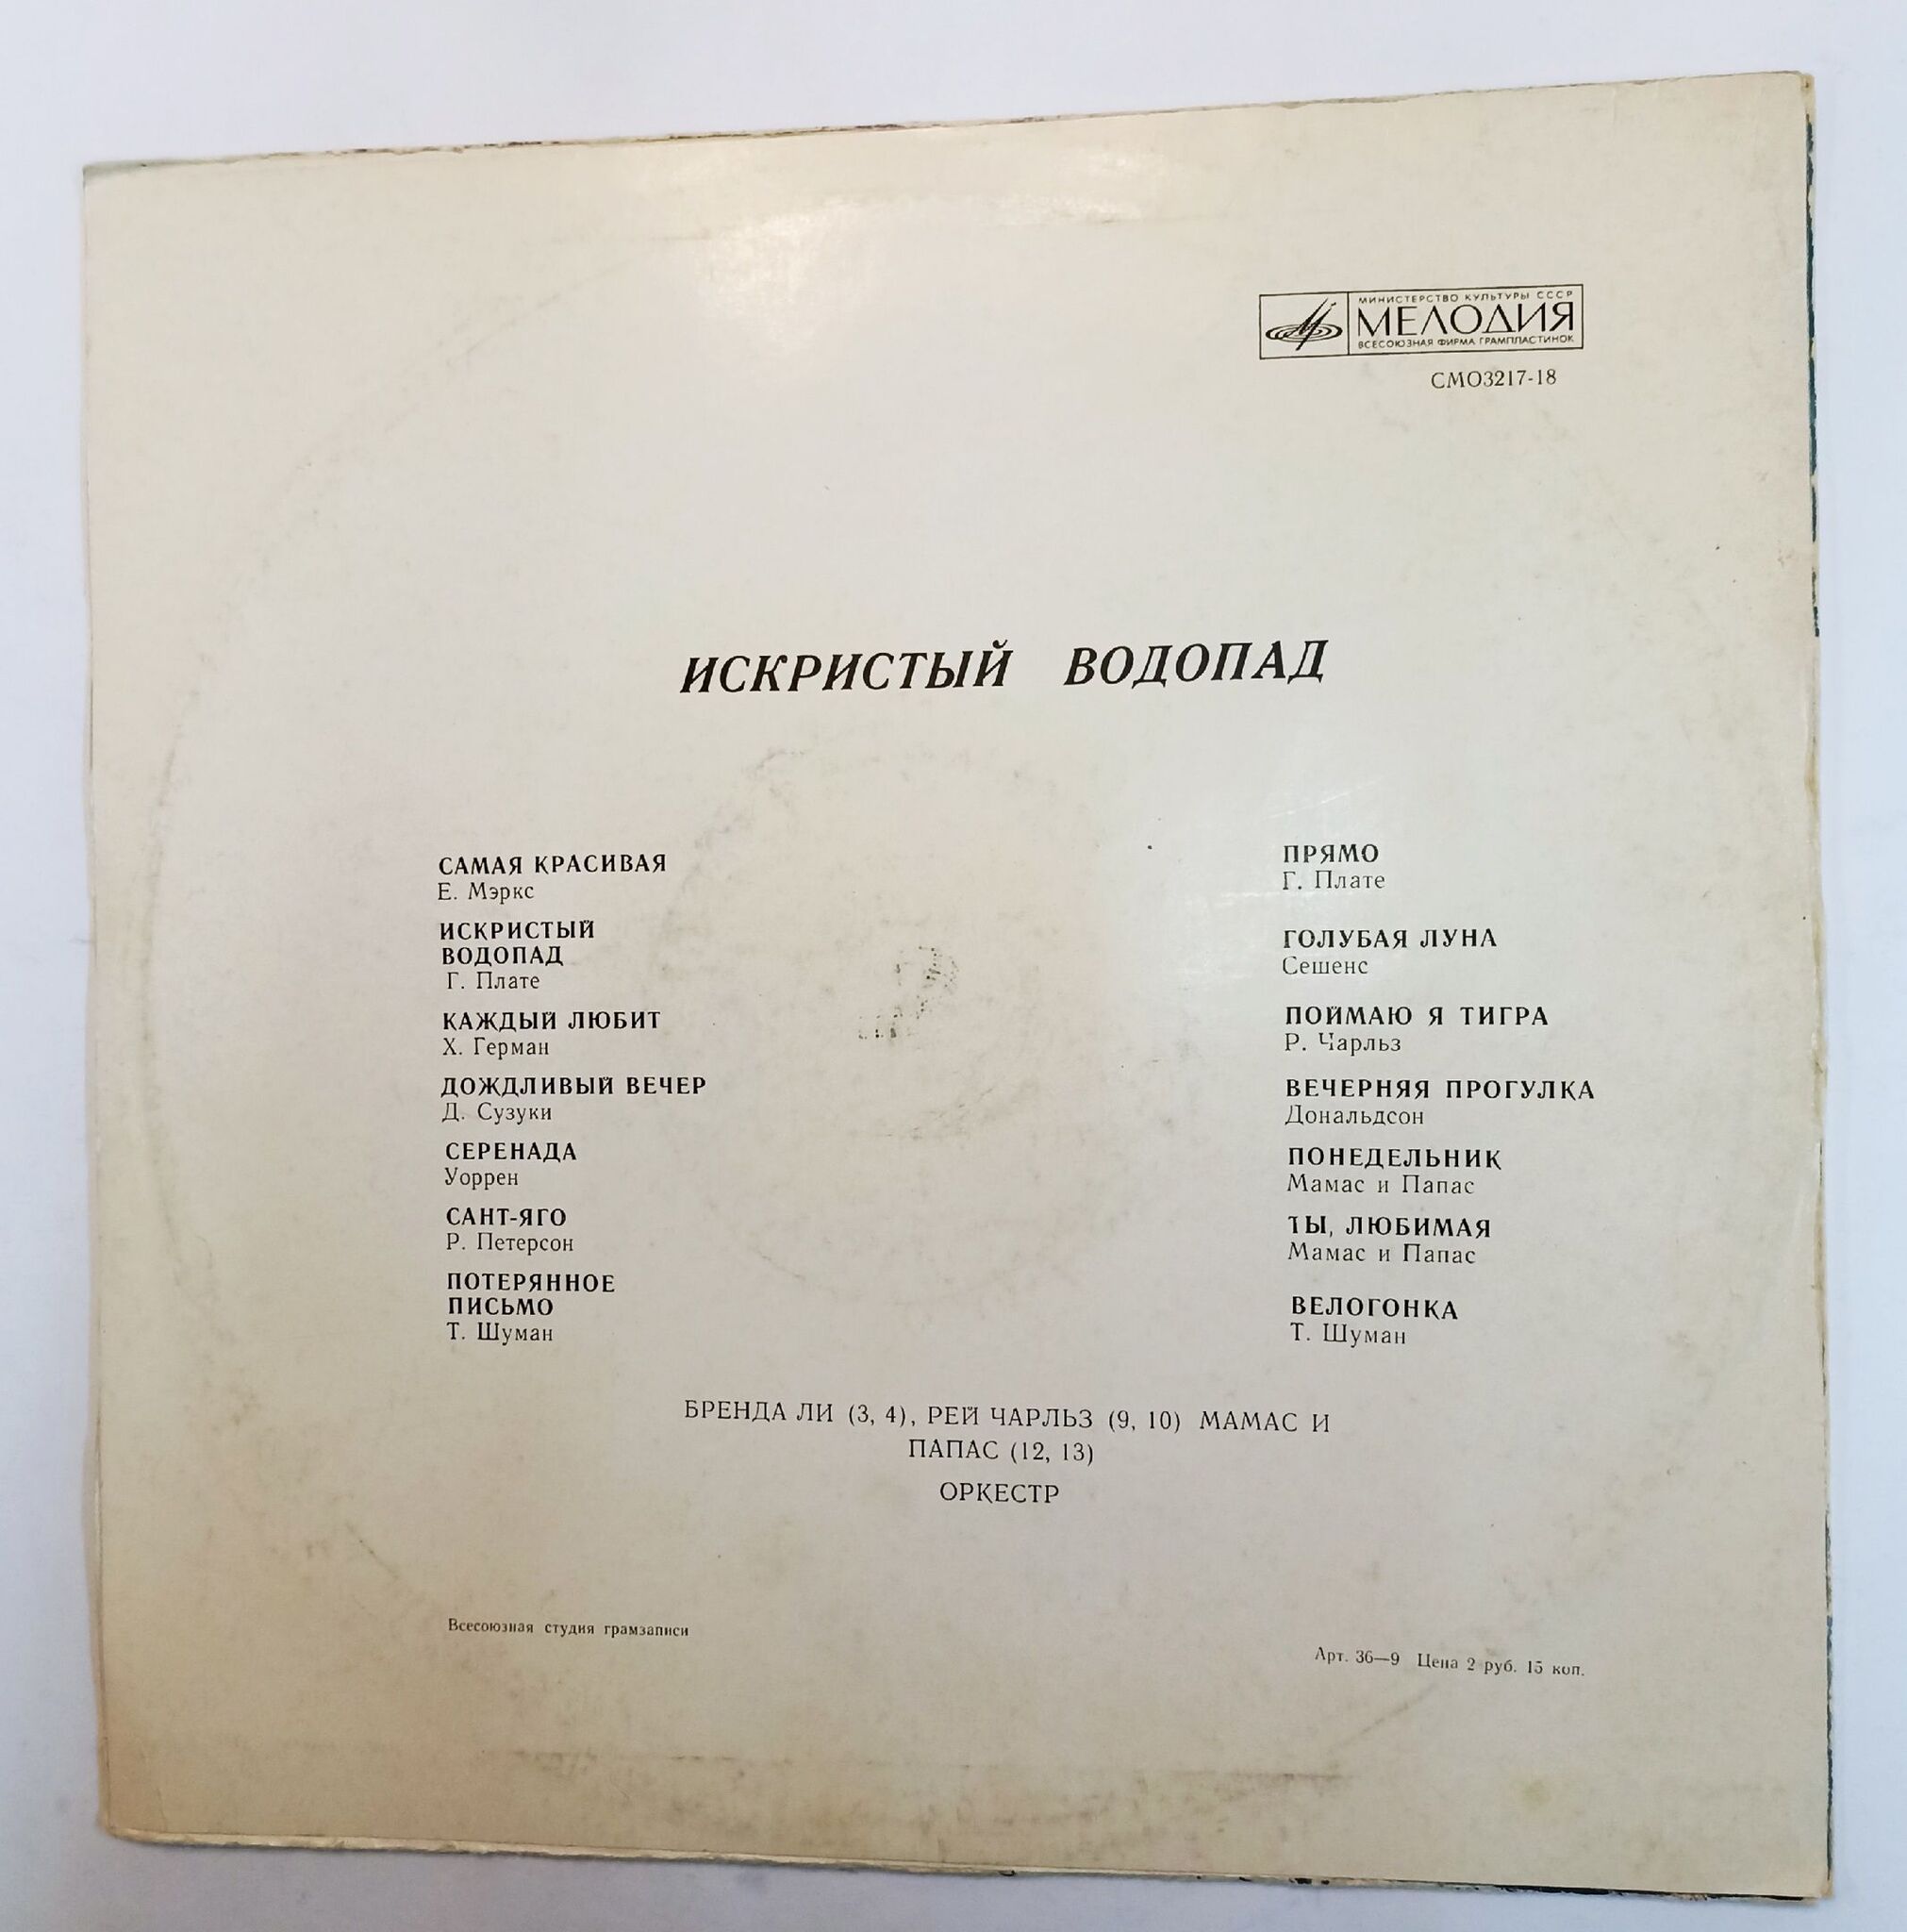 МИНИСТЕРСТВО КУЛЬТУРЫ СССР
МЕЛОДИЯ
ВСЕСОЮЗНАЯ ФИРМА ГРАМПЛАСТИНОК
СМО3217-18
ИСКРИСТЫЙ ВОДОПАД
САМАЯ КРАСИВАЯ
Е. Мэркс
ИСКРИСТЫЙ
ВОДОПАД
Г. Плате
КАЖДЫЙ ЛЮБИТ
Х. Герман
ДОЖДЛИВЫЙ ВЕЧЕР
Д. Сузуки
СЕРЕНАДА
Уоррен
САНТ-ЯГО
Р. Петерсон
ПОТЕРЯННОЕ
ПИСЬМО
Т. Шуман
ПРЯМО
Г. Плате
ГОЛУБАЯ ЛУНА
Сешенс
ПОЙМАЮ Я ТИГРА
Р. Чарльз
ВЕЧЕРНЯЯ ПРОГУЛКА
Дональдсон
ПОНЕДЕЛЬНИК
Мамас и Папас
ТЫ, ЛЮБИМАЯ
Мамас и Папас
ВЕЛОГОНКА
Т. Шуман
БРЕНДА ЛИ (3, 4), РЕЙ ЧАРЛЬЗ (9, 10) МАМАС И
ПАПАС (12, 13)
ОРКЕСТР
Всесоюзная студия грамзаписи
Арт. 36—9 Цена 2 руб. 15 коп.